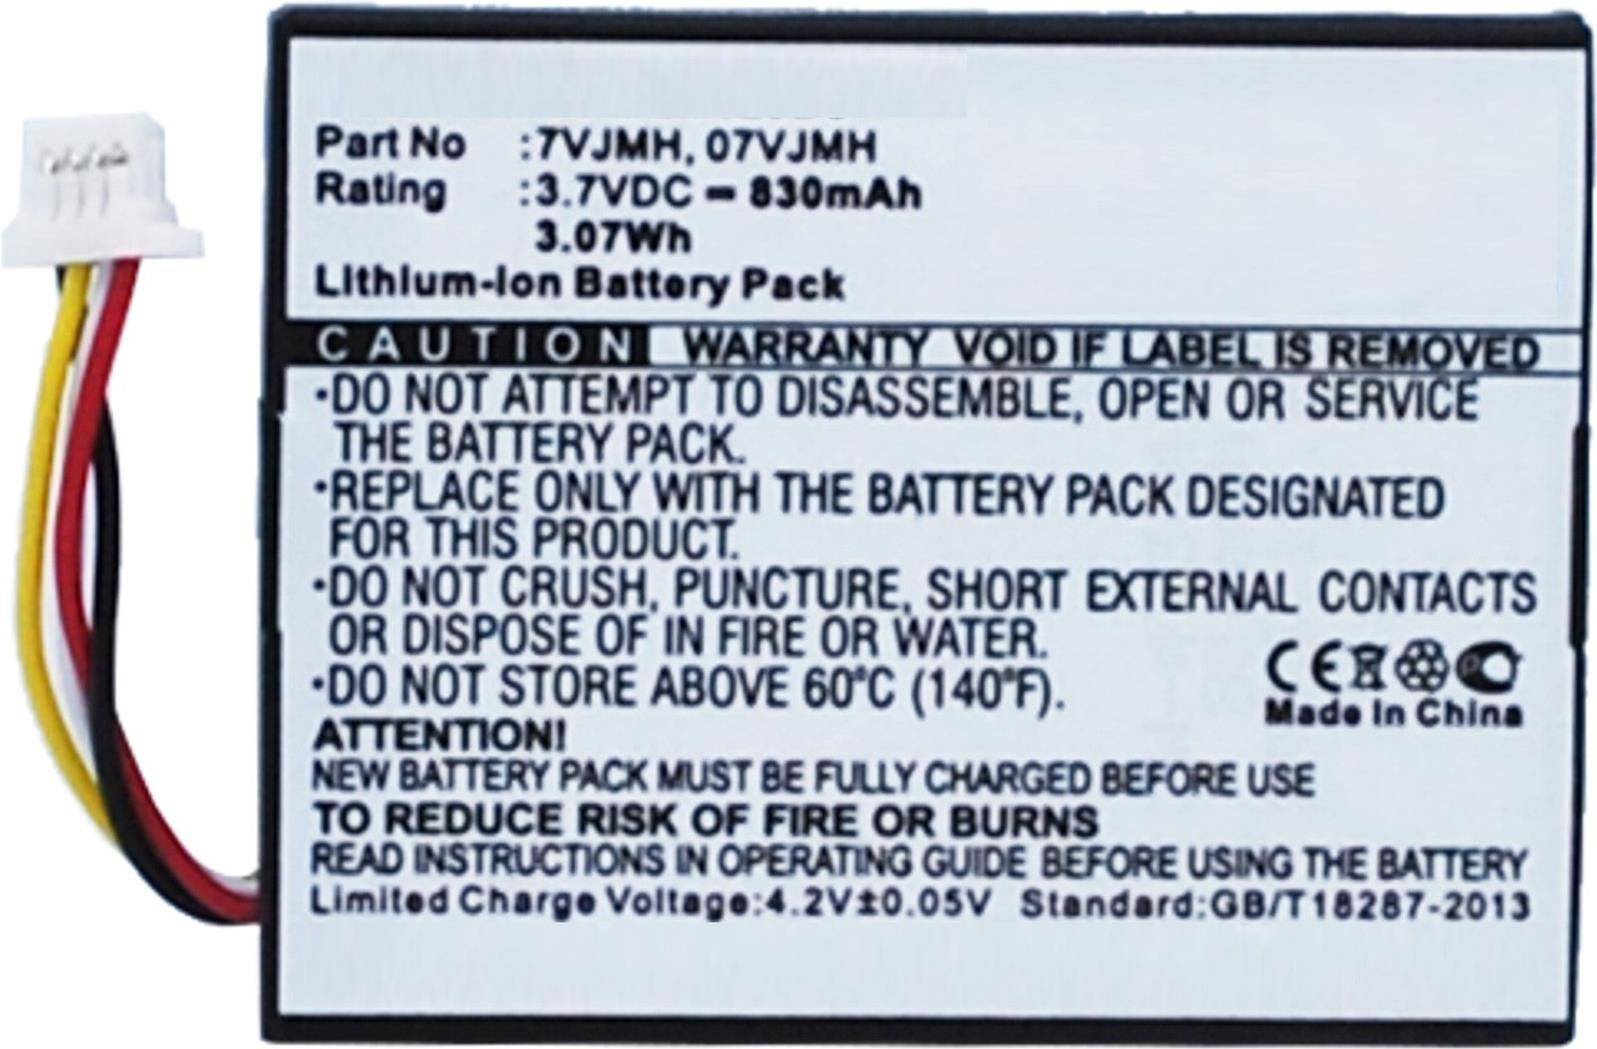 Part No :7VJMH, 07VJMH
Rating :3.7VDC ⎓ 830mAh
3.07Wh
Lithium-Ion Battery Pack
CAUTION WARRANTY VOID IF LABEL IS REMOVED
·DO NOT ATTEMPT TO DISASSEMBLE, OPEN OR SERVICE
THE BATTERY PACK.
·REPLACE ONLY WITH THE BATTERY PACK DESIGNATED
FOR THIS PRODUCT.
·DO NOT CRUSH, PUNCTURE, SHORT EXTERNAL CONTACTS
OR DISPOSE OF IN FIRE OR WATER.
·DO NOT STORE ABOVE 60°C (140°F).
CE
Made In China
ATTENTION!
NEW BATTERY PACK MUST BE FULLY CHARGED BEFORE USE
TO REDUCE RISK OF FIRE OR BURNS
READ INSTRUCTIONS IN OPERATING GUIDE BEFORE USING THE BATTERY
Limited Charge Voltage:4.2V±0.05V Standard:GB/T18287-2013